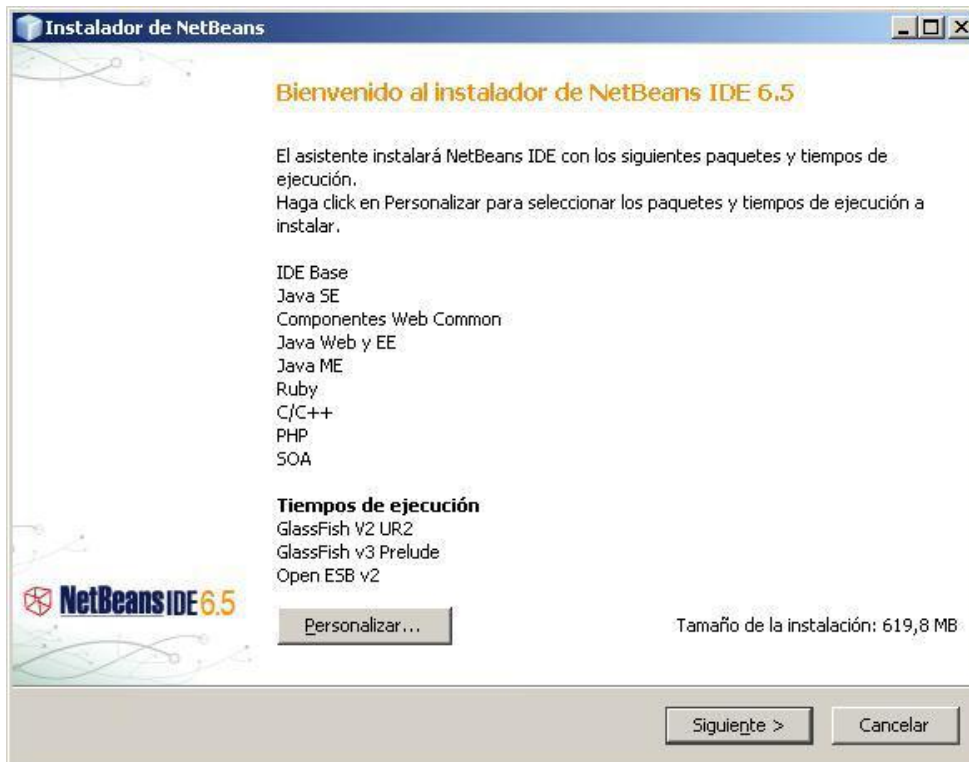 Instalador de NetBeans
Bienvenido al instalador de NetBeans IDE 6.5
El asistente instalará NetBeans IDE con los siguientes paquetes y tiempos de
ejecución.
Haga click en Personalizar para seleccionar los paquetes y tiempos de ejecución a
instalar.
IDE Base
Java SE
Componentes Web Common
Java Web y EE
Java ME
Ruby
C/C++
PHP
SOA
Tiempos de ejecución
GlassFish V2 UR2
GlassFish v3 Prelude
Open ESB v2
NetBeans IDE 6.5
Personalizar...
Tamaño de la instalación: 619,8 MB
Siguiente >
Cancelar